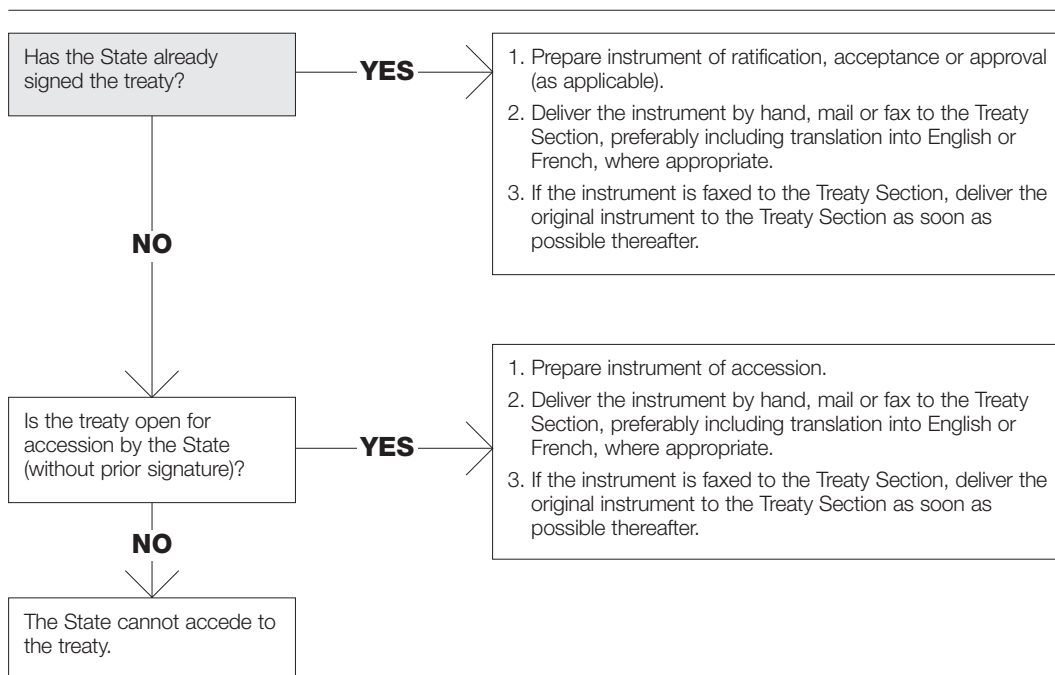 Has the State already
signed the treaty?
YES
1. Prepare instrument of ratification, acceptance or approval
(as applicable).
2. Deliver the instrument by hand, mail or fax to the Treaty
Section, preferably including translation into English or
French, where appropriate.
3. If the instrument is faxed to the Treaty Section, deliver the
original instrument to the Treaty Section as soon as
possible thereafter.
NO
Is the treaty open for
accession by the State
(without prior signature)?
YES
1. Prepare instrument of accession.
2. Deliver the instrument by hand, mail or fax to the Treaty
Section, preferably including translation into English or
French, where appropriate.
3. If the instrument is faxed to the Treaty Section, deliver the
original instrument to the Treaty Section as soon as
possible thereafter.
NO
The State cannot accede to
the treaty.